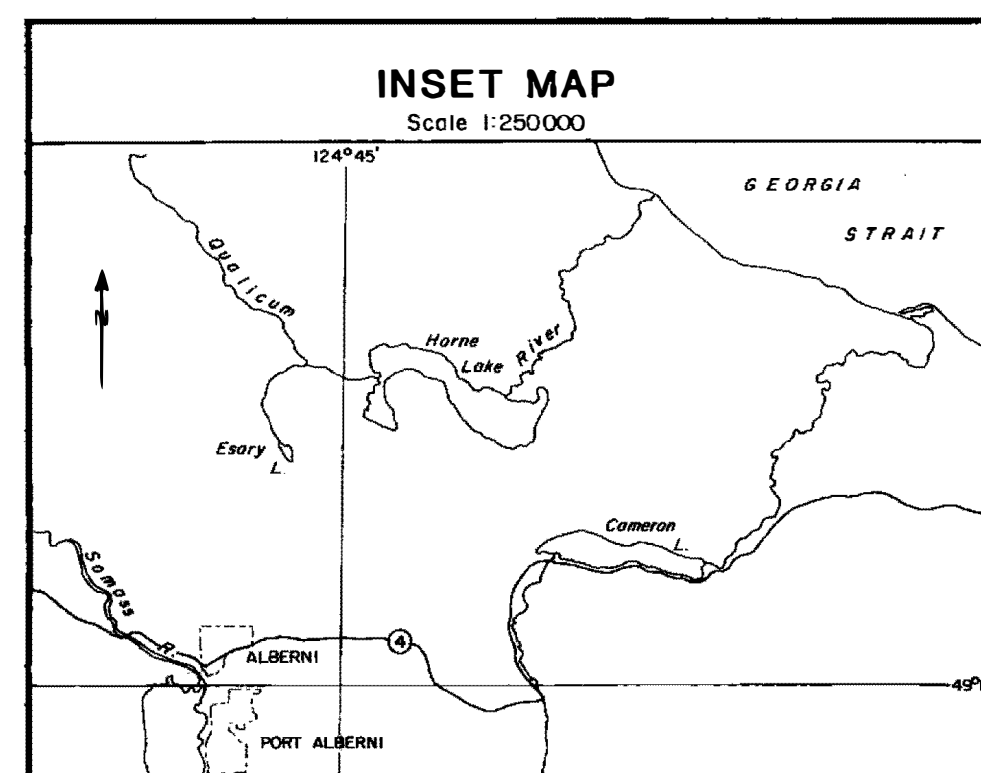 INSET MAP
Scale 1:250000
124°45'
GEORGIA
STRAIT
Qualicum
N
Horne
Lake
River
Esary
L.
Cameron
L.
Somass
R.
4
ALBERNI
49°
PORT ALBERNI